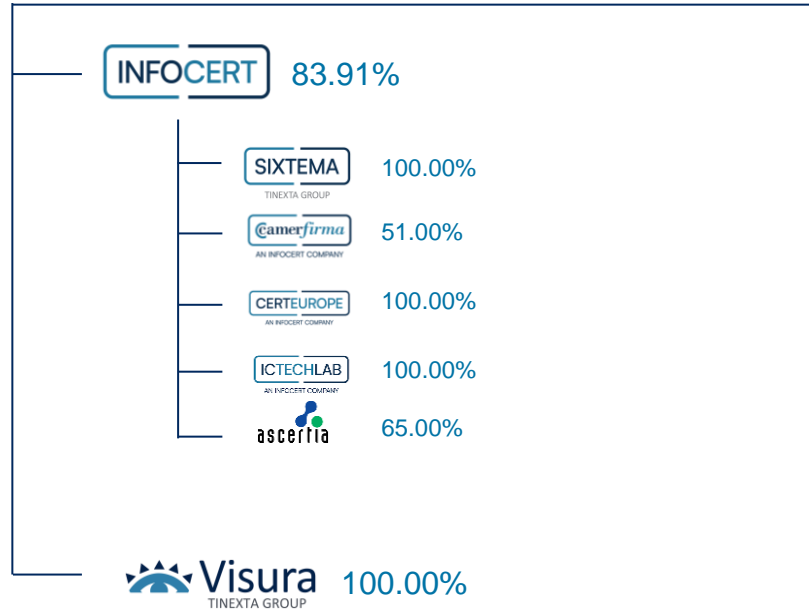 INFOCERT 83.91%
SIXTEMA 100.00%
TINEXTA GROUP
Camerfirma 51.00%
AN INFOCERT COMPANY
CERTEUROPE 100.00%
AN INFOCERT COMPANY
ICTECHLAB 100.00%
AN INFOCERT COMPANY
ascertia 65.00%
Visura 100.00%
TINEXTA GROUP